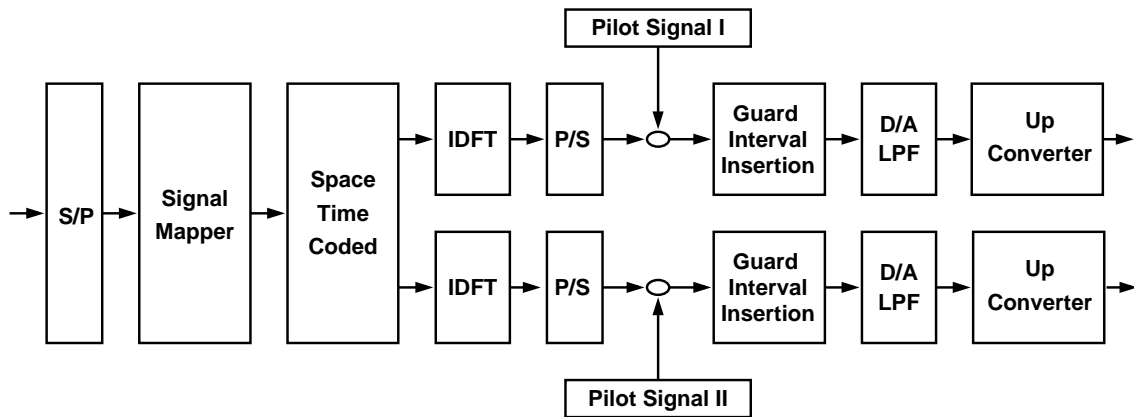 Pilot Signal I
S/P
Signal
Mapper
Space
Time
Coded
IDFT
P/S
Guard
Interval
Insertion
D/A
LPF
Up
Converter
IDFT
P/S
Guard
Interval
Insertion
D/A
LPF
Up
Converter
Pilot Signal II